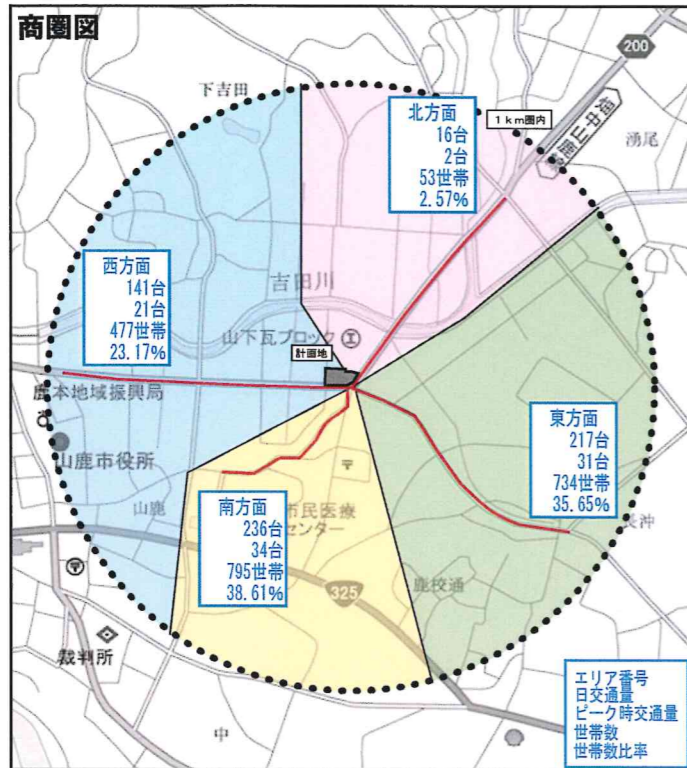 商圏図
200
下吉田
北方面
16台
2台
53世帯
2.57%
1km圏内
湧尾
西方面
141台
21台
477世帯
23.17%
吉田川
山下瓦ブロック
計画地
鹿本地域振興局
東方面
217台
31台
734世帯
35.65%
山鹿市役所
山鹿
〒
南方面
236台
34台
795世帯
38.61%
市民医療
センター
長沖
325
鹿校通
裁判所
中
エリア番号
日交通量
ピーク時交通量
世帯数
世帯数比率